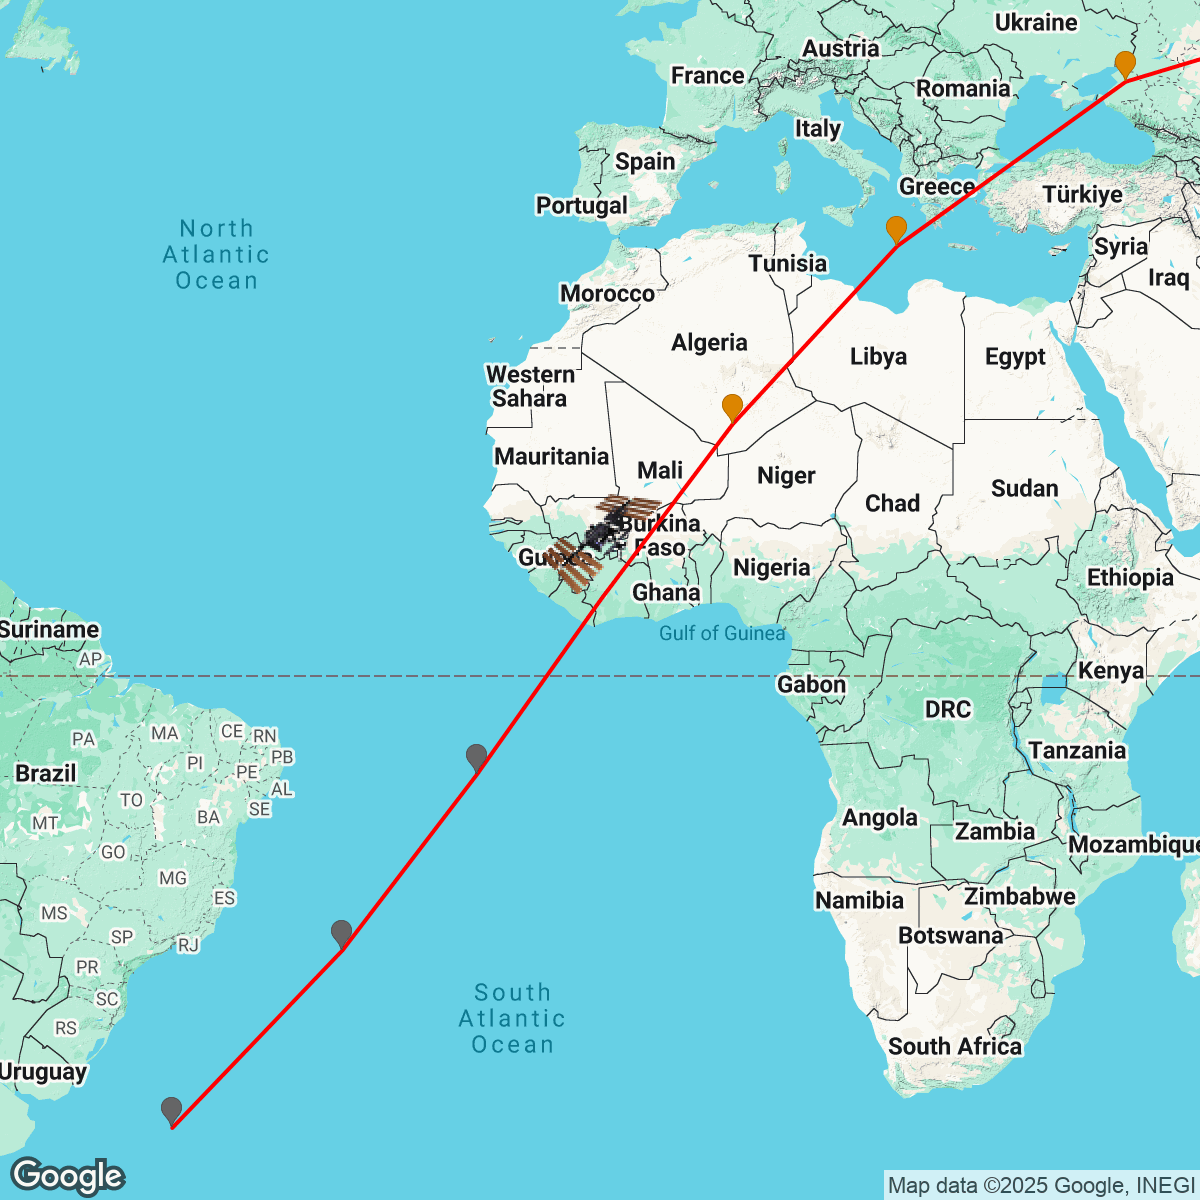 Ukraine
Austria
France
Romania
Italy
Spain
Greece
Türkiye
Portugal
North
Atlantic
Ocean
Syria
Tunisia
Iraq
Morocco
Algeria
Libya
Egypt
Western
Sahara
Mauritania
Mali
Niger
Sudan
Chad
Burkina
Faso
Nigeria
Ethiopia
Ghana
Suriname
Gulf of Guinea
AP
Kenya
Gabon
DRC
MA
CE
RN
PA
Tanzania
PB
PI
PE
Brazil
AL
TO
SE
BA
MT
Angola
Zambia
Mozambique
GO
MG
ES
Zimbabwe
Namibia
MS
SP
RJ
Botswana
PR
South
Atlantic
Ocean
SC
RS
South Africa
Uruguay
Google
Map data ©2025 Google, INEGI